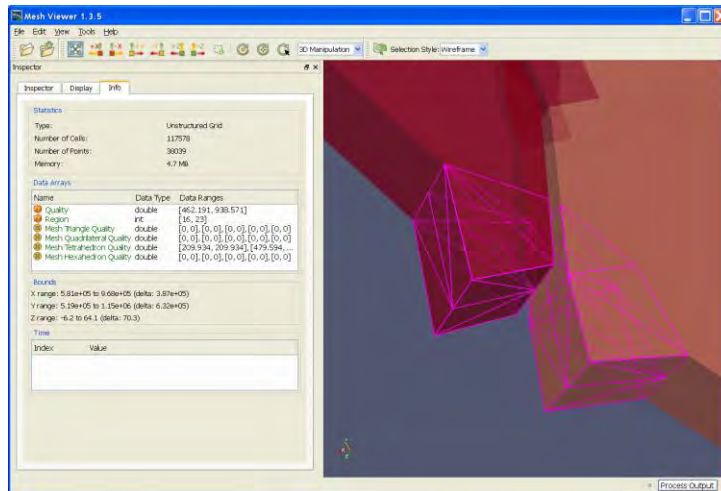 Mesh Viewer 1.3.5
File Edit View Tools Help
3D Manipulation Selection Style: Wireframe
Inspector
Inspector Display Info
Statistics
Type: Unstructured Grid
Number of Cells: 117578
Number of Points: 38039
Memory: 4.7 MB
Data Arrays
Name Data Type Data Ranges
Quality double [462.191, 938.571]
Region int [16, 23]
Mesh Triangle Quality double [0, 0], [0, 0], [0, 0], [0, 0], [0, 0]
Mesh Quadrilateral Quality double [0, 0], [0, 0], [0, 0], [0, 0], [0, 0]
Mesh Tetrahedron Quality double [209.934, 209.934], [479.594, ...
Mesh Hexahedron Quality double [0, 0], [0, 0], [0, 0], [0, 0], [0, 0]
Bounds
X range: 5.81e+05 to 9.68e+05 (delta: 3.87e+05)
Y range: 5.19e+05 to 1.15e+06 (delta: 6.32e+05)
Z range: -6.2 to 64.1 (delta: 70.3)
Time
Index Value
Process Output